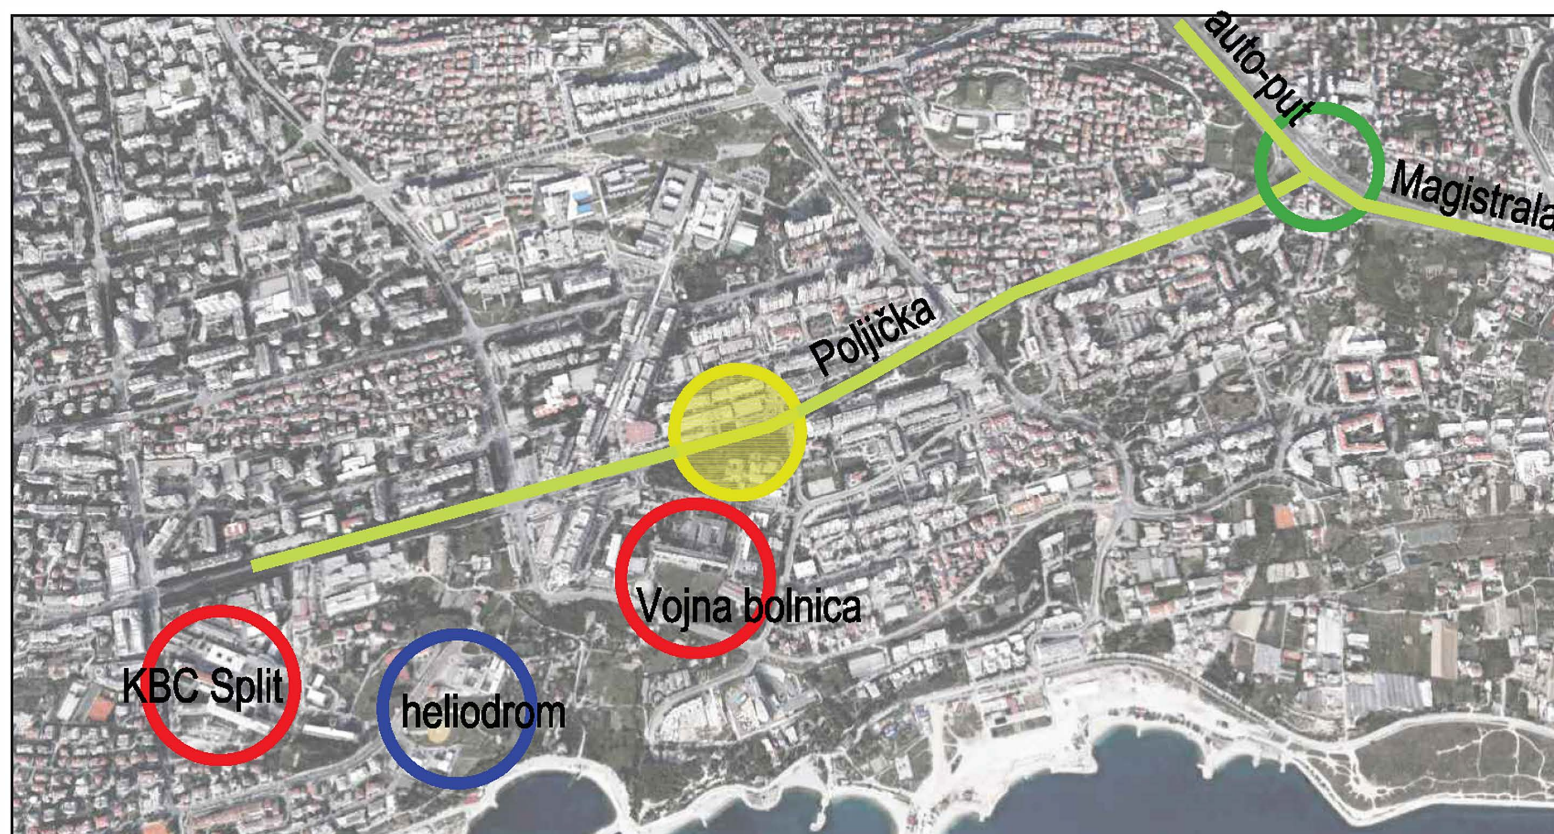 auto-put
Magistrala
Poljička
Vojna bolnica
KBC Split
heliodrom